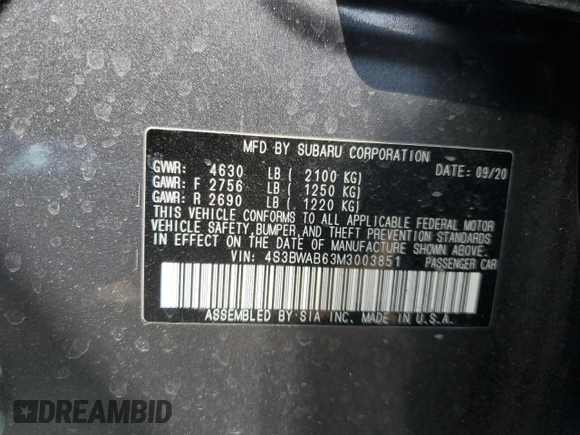 MFD BY SUBARU CORPORATION DATE: 09/20
GVWR: 4630 LB ( 2100 KG)
GAWR: F 2756 LB ( 1250 KG)
GAWR: R 2690 LB ( 1220 KG)
THIS VEHICLE CONFORMS TO ALL APPLICABLE FEDERAL MOTOR
VEHICLE SAFETY, BUMPER, AND THEFT PREVENTION STANDARDS
IN EFFECT ON THE DATE OF MANUFACTURE SHOWN ABOVE.
VIN: 4S3BWAB63M3003851 PASSENGER CAR
ASSEMBLED BY SIA INC. MADE IN U.S.A.
DREAMBID